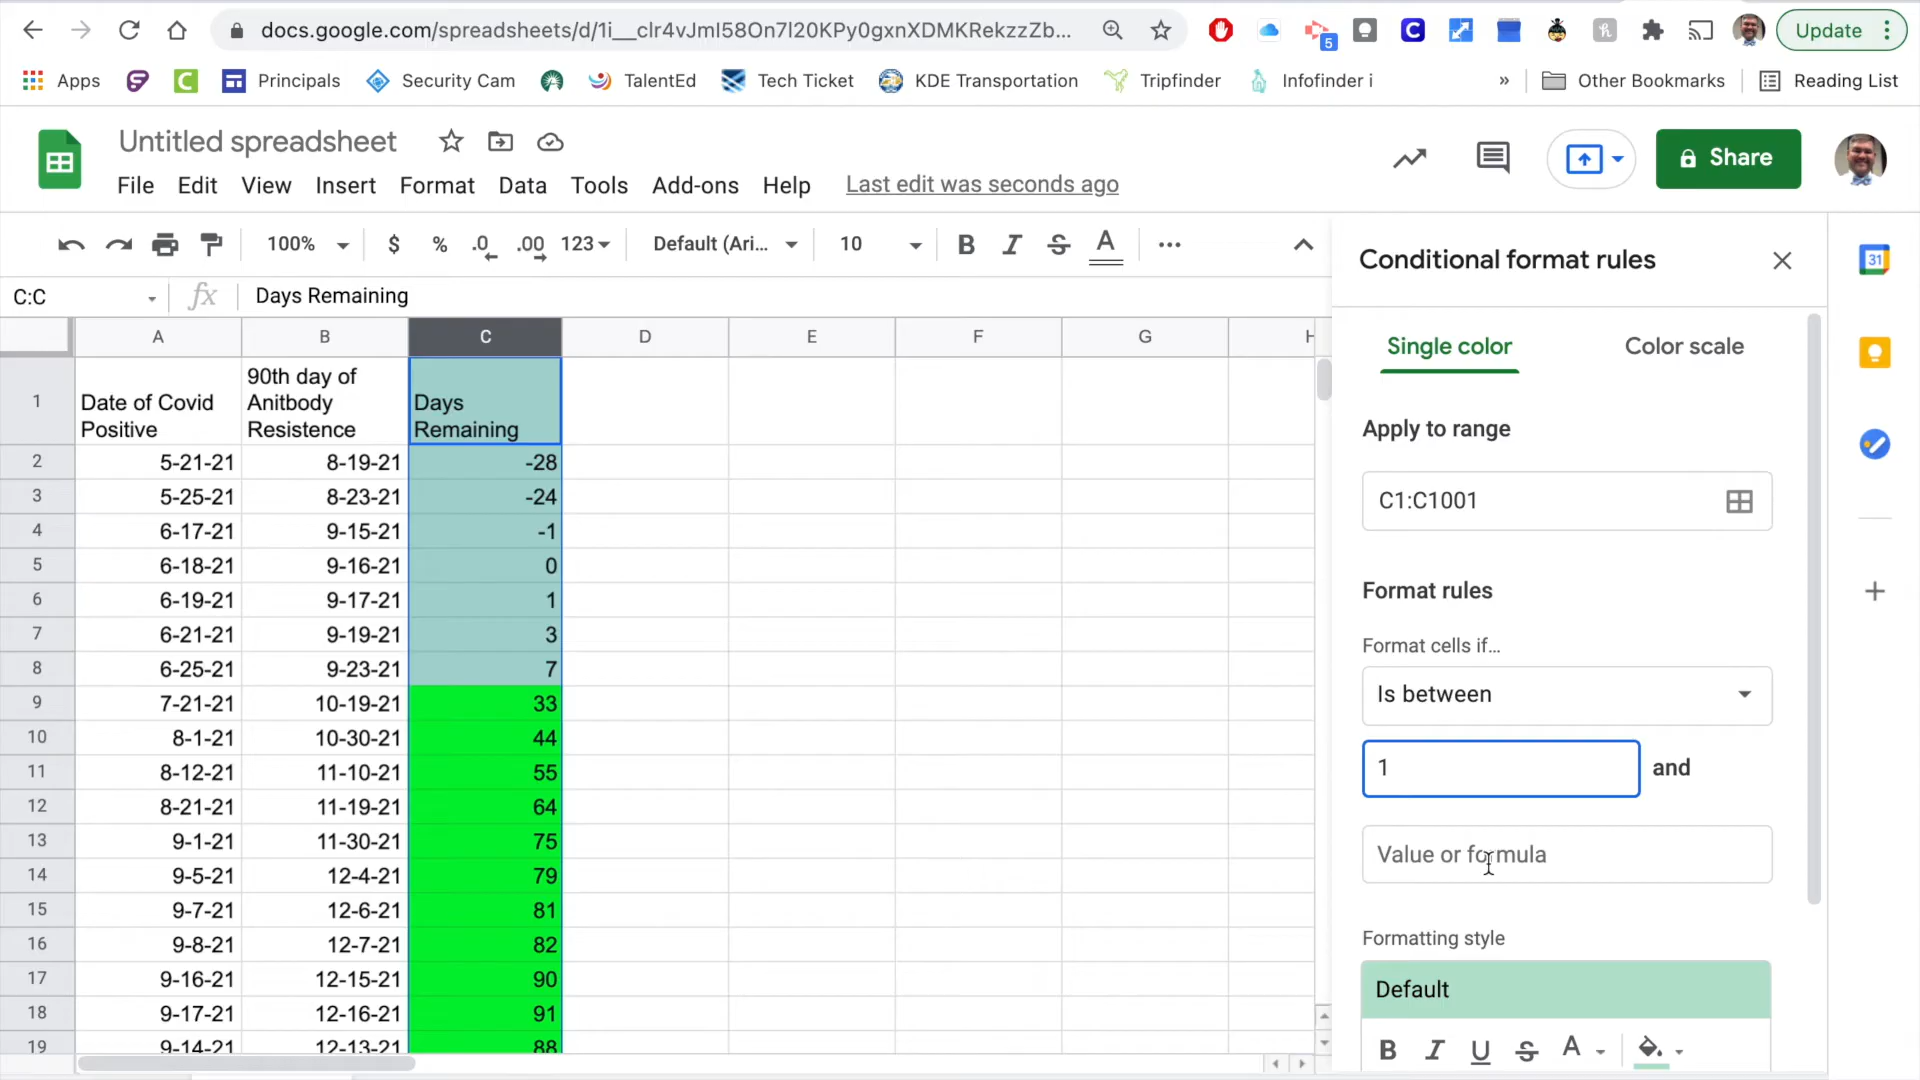 docs.google.com/spreadsheets/d/1i__clr4vJmI58On7l20KPy0gxnXDMKRekzzZb...
5
Update
Apps
Principals
Security Cam
TalentEd
Tech Ticket
KDE Transportation
Tripfinder
Infofinder i
»
Other Bookmarks
Reading List
Untitled spreadsheet
Share
File Edit View Insert Format Data Tools Add-ons Help Last edit was seconds ago
100% $ % .0 .00 123 Default (Ari... 10 B I S A
C:C fx Days Remaining
A B C D E F G H
1 Date of Covid Positive 90th day of Anitbody Resistence Days Remaining
2 5-21-21 8-19-21 -28
3 5-25-21 8-23-21 -24
4 6-17-21 9-15-21 -1
5 6-18-21 9-16-21 0
6 6-19-21 9-17-21 1
7 6-21-21 9-19-21 3
8 6-25-21 9-23-21 7
9 7-21-21 10-19-21 33
10 8-1-21 10-30-21 44
11 8-12-21 11-10-21 55
12 8-21-21 11-19-21 64
13 9-1-21 11-30-21 75
14 9-5-21 12-4-21 79
15 9-7-21 12-6-21 81
16 9-8-21 12-7-21 82
17 9-16-21 12-15-21 90
18 9-17-21 12-16-21 91
19 9-14-21 12-13-21 88
Conditional format rules
Single color Color scale
Apply to range
C1:C1001
Format rules
Format cells if...
Is between
1 and
Value or formula
Formatting style
Default
B I U S A
31